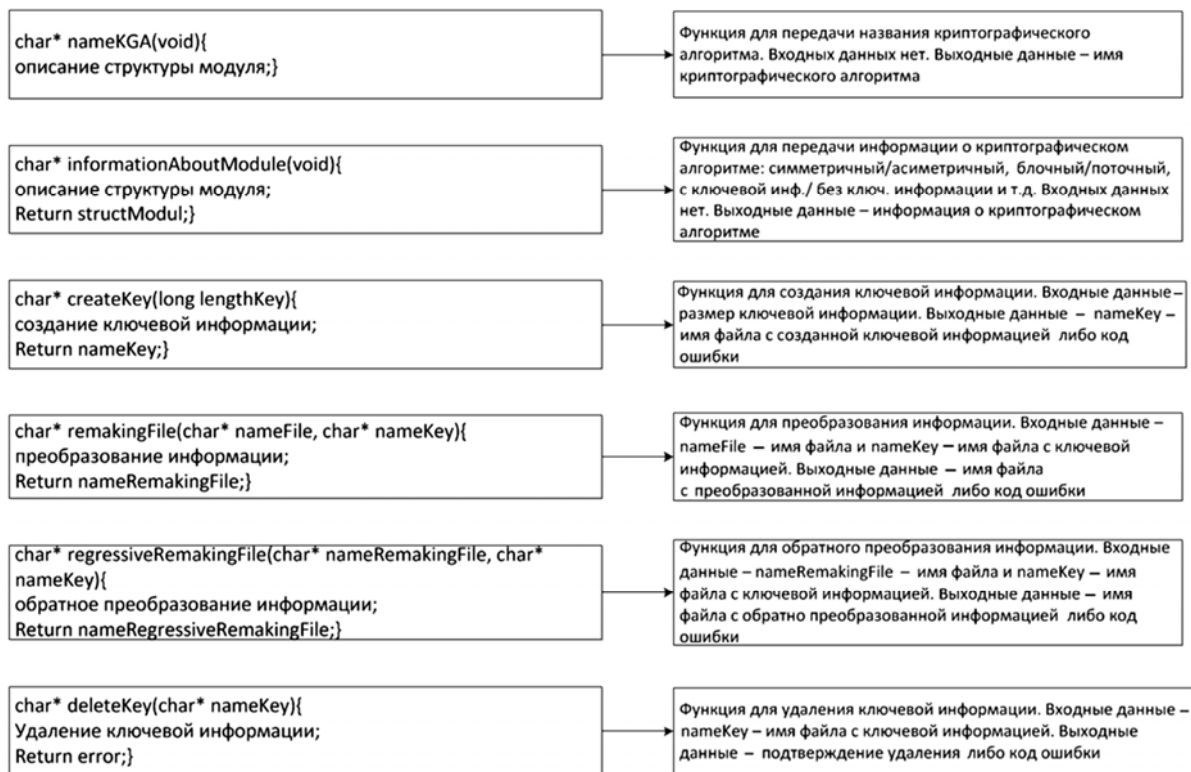 char* nameKGA(void){
описание структуры модуля;}
Функция для передачи названия криптографического
алгоритма. Входных данных нет. Выходные данные – имя
криптографического алгоритма
char* informationAboutModule(void){
описание структуры модуля;
Return structModul;}
Функция для передачи информации о криптографическом
алгоритме: симметричный/асиметричный, блочный/поточный,
с ключевой инф./ без ключ. информации и т.д. Входных данных
нет. Выходные данные – информация о криптографическом
алгоритме
char* createKey(long lengthKey){
создание ключевой информации;
Return nameKey;}
Функция для создания ключевой информации. Входные данные–
размер ключевой информации. Выходные данные – nameKey –
имя файла с созданной ключевой информацией либо код
ошибки
char* remakingFile(char* nameFile, char* nameKey){
преобразование информации;
Return nameRemakingFile;}
Функция для преобразования информации. Входные данные –
nameFile – имя файла и nameKey – имя файла с ключевой
информацией. Выходные данные – имя файла
с преобразованной информацией либо код ошибки
char* regressiveRemakingFile(char* nameRemakingFile, char*
nameKey){
обратное преобразование информации;
Return nameRegressiveRemakingFile;}
Функция для обратного преобразования информации. Входные
данные – nameRemakingFile – имя файла и nameKey – имя
файла с ключевой информацией. Выходные данные – имя
файла с обратно преобразованной информацией либо код
ошибки
char* deleteKey(char* nameKey){
Удаление ключевой информации;
Return error;}
Функция для удаления ключевой информации. Входные данные –
nameKey – имя файла с ключевой информацией. Выходные
данные – подтверждение удаления либо код ошибки